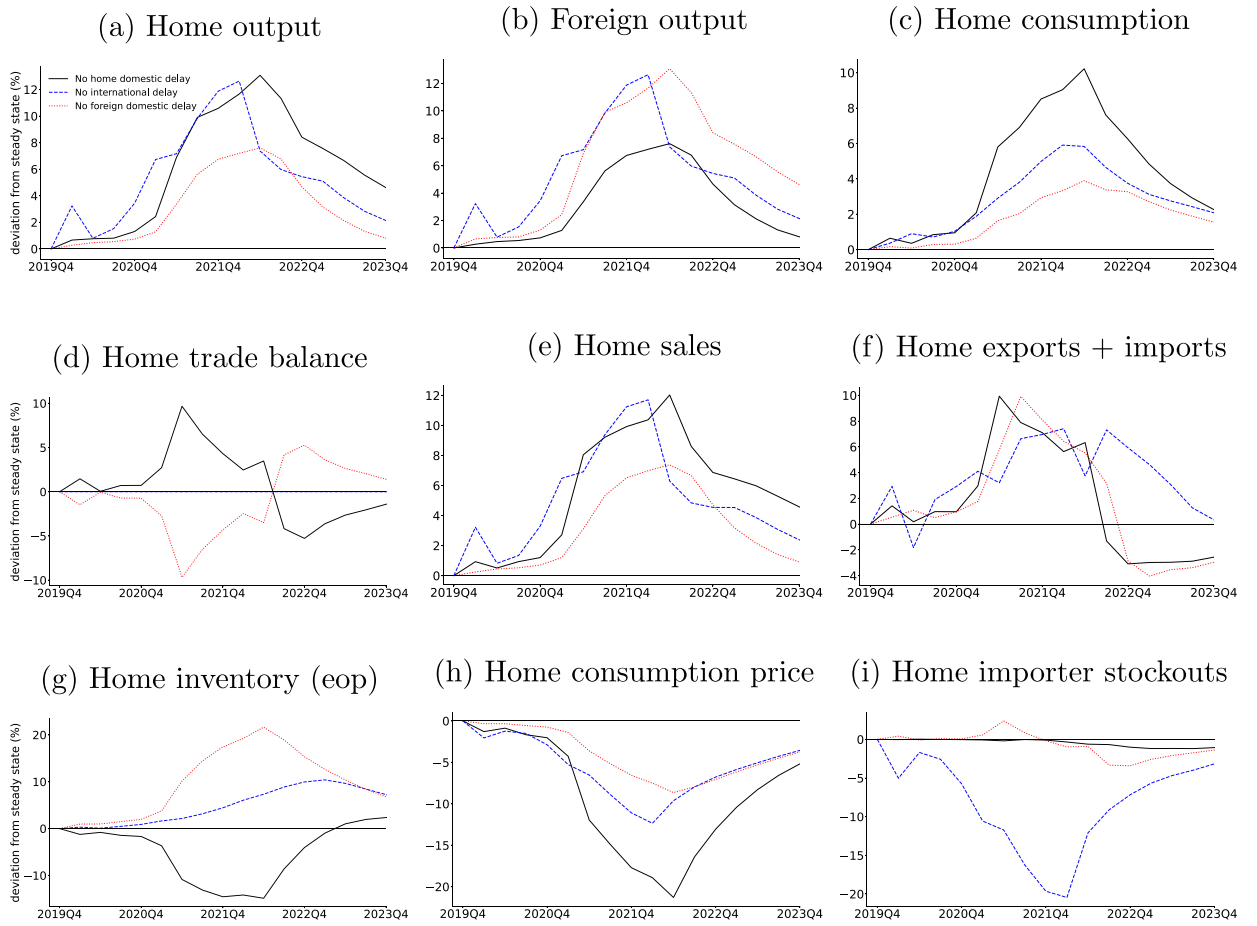 (a) Home output
(b) Foreign output
(c) Home consumption
deviation from steady state (%)
No home domestic delay
No international delay
No foreign domestic delay
12
10
8
6
4
2
0
2019Q4 2020Q4 2021Q4 2022Q4 2023Q4
12
10
8
6
4
2
0
2019Q4 2020Q4 2021Q4 2022Q4 2023Q4
10
8
6
4
2
0
2019Q4 2020Q4 2021Q4 2022Q4 2023Q4
(d) Home trade balance
(e) Home sales
(f) Home exports + imports
deviation from steady state (%)
10
5
0
−5
−10
2019Q4 2020Q4 2021Q4 2022Q4 2023Q4
12
10
8
6
4
2
0
2019Q4 2020Q4 2021Q4 2022Q4 2023Q4
10
8
6
4
2
0
−2
−4
2019Q4 2020Q4 2021Q4 2022Q4 2023Q4
(g) Home inventory (eop)
(h) Home consumption price
(i) Home importer stockouts
deviation from steady state (%)
20
10
0
−10
2019Q4 2020Q4 2021Q4 2022Q4 2023Q4
0
−5
−10
−15
−20
2019Q4 2020Q4 2021Q4 2022Q4 2023Q4
0
−5
−10
−15
−20
2019Q4 2020Q4 2021Q4 2022Q4 2023Q4